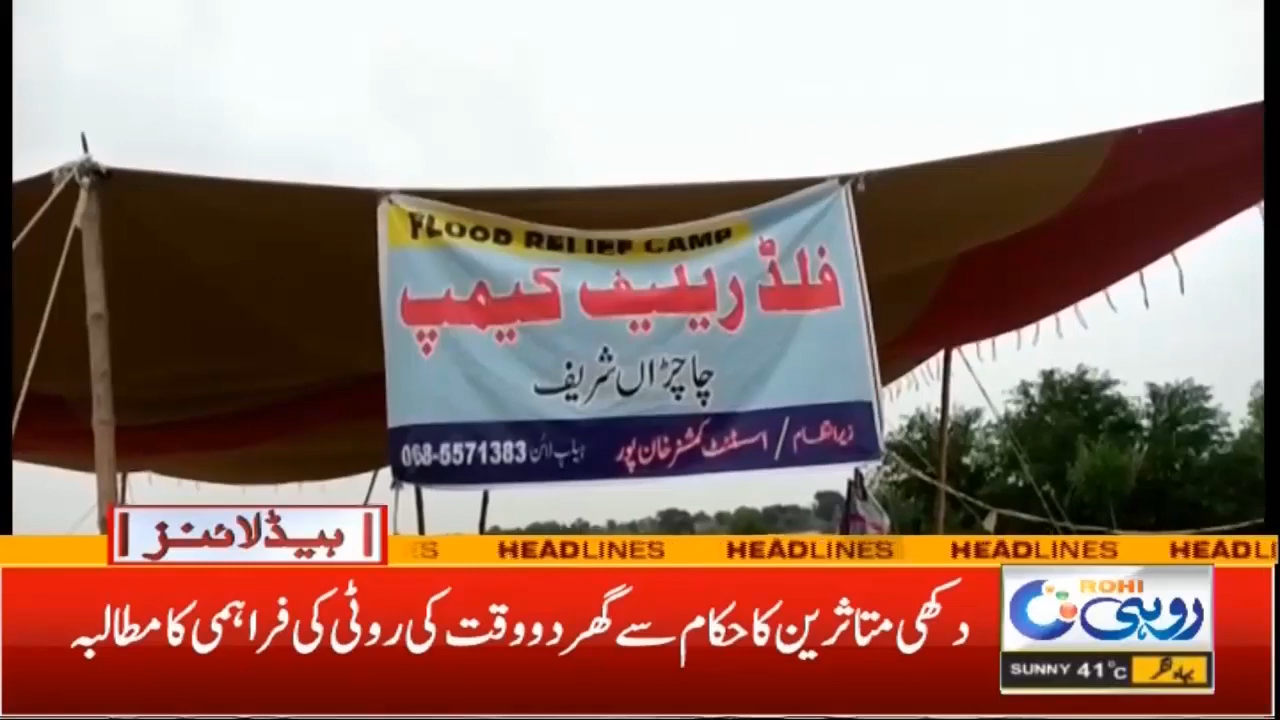 FLOOD RELIEF CAMP
فلڈ ریلیف کیمپ
چاچڑاں شریف
زیر انتظام / اسسٹنٹ کمشنر خان پور ہیلپ لائن 068-5571383
ہیڈلائنز
HEADLINES HEADLINES HEADLINES HEADL
دکھی متاثرین کا حکام سے گھر دو وقت کی روٹی کی فراہمی کا مطالبہ
ROHI
روہی
SUNNY 41°C